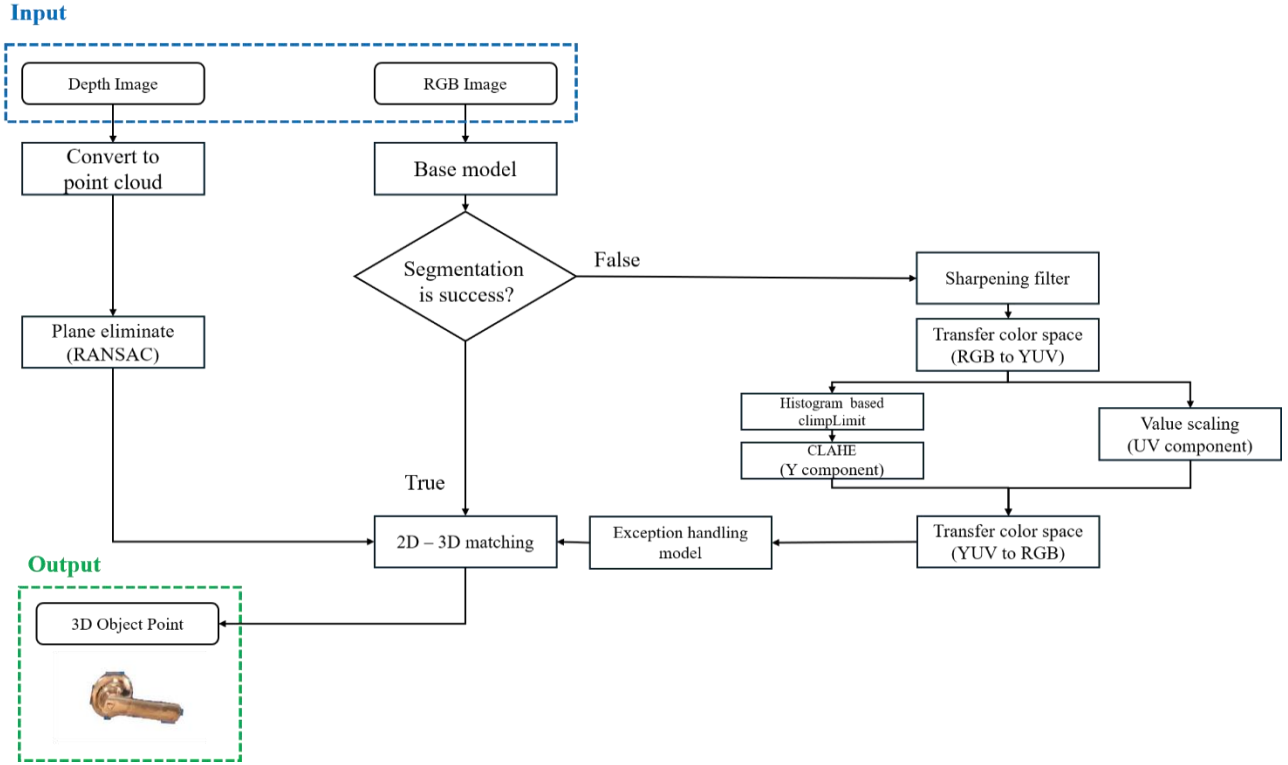 Input
Depth Image
RGB Image
Convert to
point cloud
Base model
Segmentation
is success?
False
Sharpening filter
Plane eliminate
(RANSAC)
Transfer color space
(RGB to YUV)
Histogram based
climpLimit
CLAHE
(Y component)
Value scaling
(UV component)
True
2D – 3D matching
Exception handling
model
Transfer color space
(YUV to RGB)
Output
3D Object Point